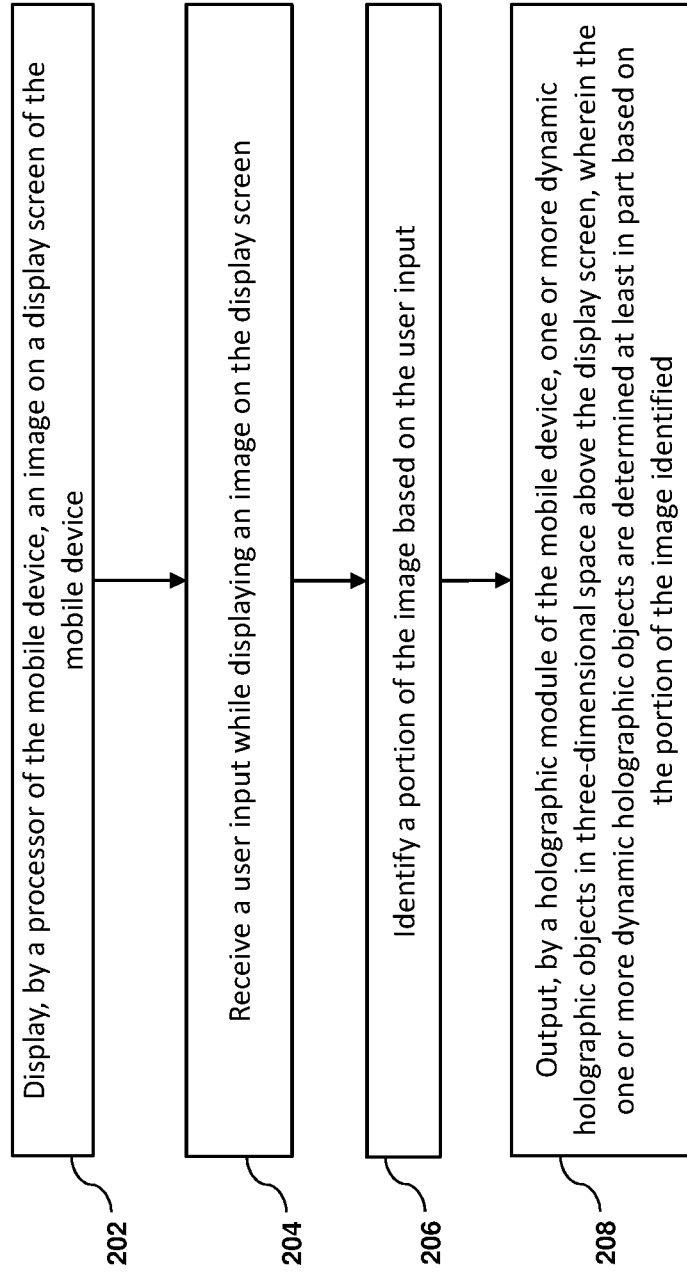 Display, by a processor of the mobile device, an image on a display screen of the
mobile device
202
Receive a user input while displaying an image on the display screen
204
Identify a portion of the image based on the user input
206
Output, by a holographic module of the mobile device, one or more dynamic
holographic objects in three-dimensional space above the display screen, wherein the
one or more dynamic holographic objects are determined at least in part based on
the portion of the image identified
208